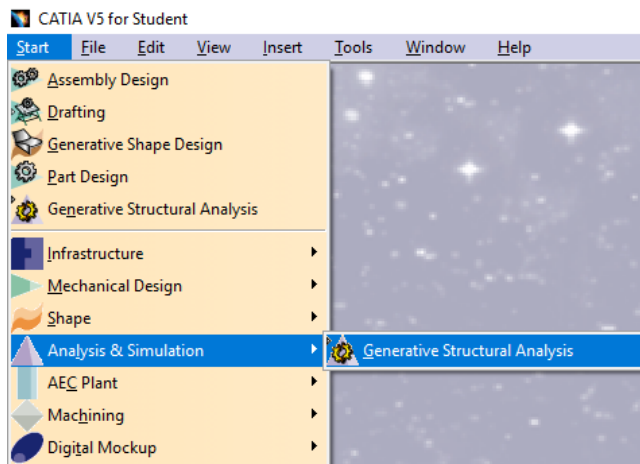 CATIA V5 for Student
Start File Edit View Insert Tools Window Help
Assembly Design
Drafting
Generative Shape Design
Part Design
Generative Structural Analysis
Infrastructure
Mechanical Design
Shape
Analysis & Simulation
Generative Structural Analysis
AEC Plant
Machining
Digital Mockup